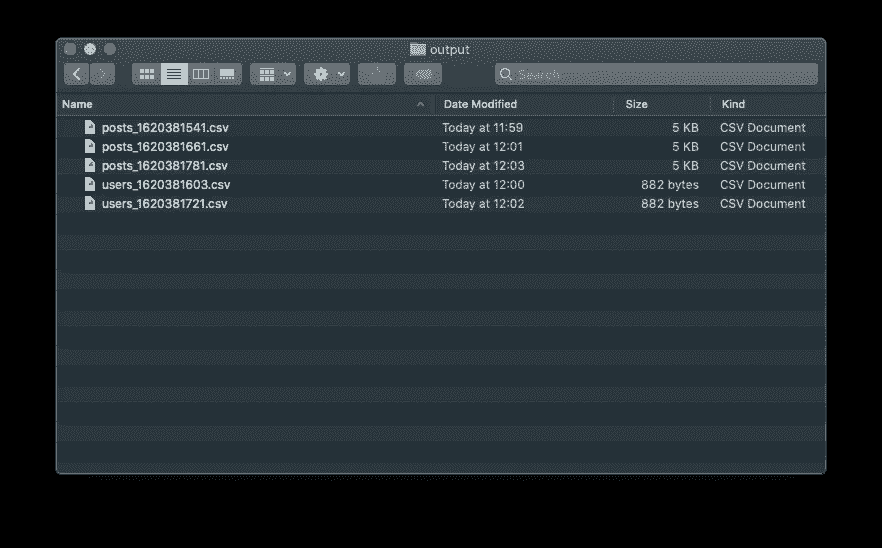 output
Search
Name Date Modified Size Kind
posts_1620381541.csv Today at 11:59 5 KB CSV Document
posts_1620381661.csv Today at 12:01 5 KB CSV Document
posts_1620381781.csv Today at 12:03 5 KB CSV Document
users_1620381603.csv Today at 12:00 882 bytes CSV Document
users_1620381721.csv Today at 12:02 882 bytes CSV Document